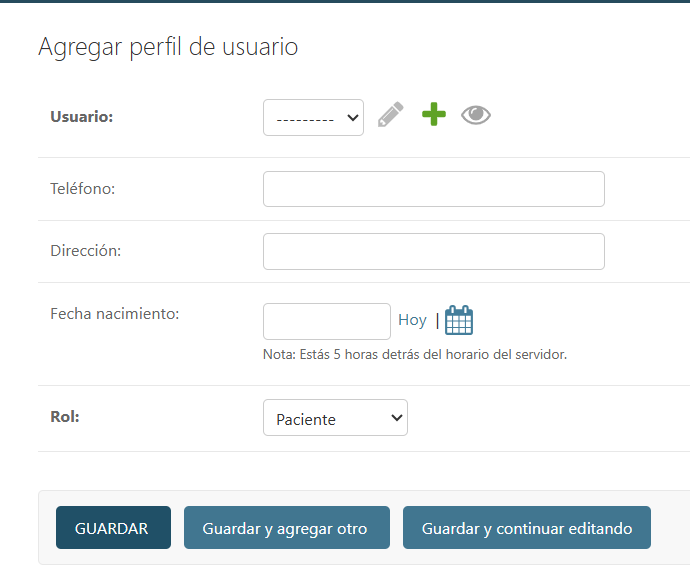 Agregar perfil de usuario
Usuario: ---------
Teléfono:
Dirección:
Fecha nacimiento: Hoy |
Nota: Estás 5 horas detrás del horario del servidor.
Rol: Paciente
GUARDAR Guardar y agregar otro Guardar y continuar editando